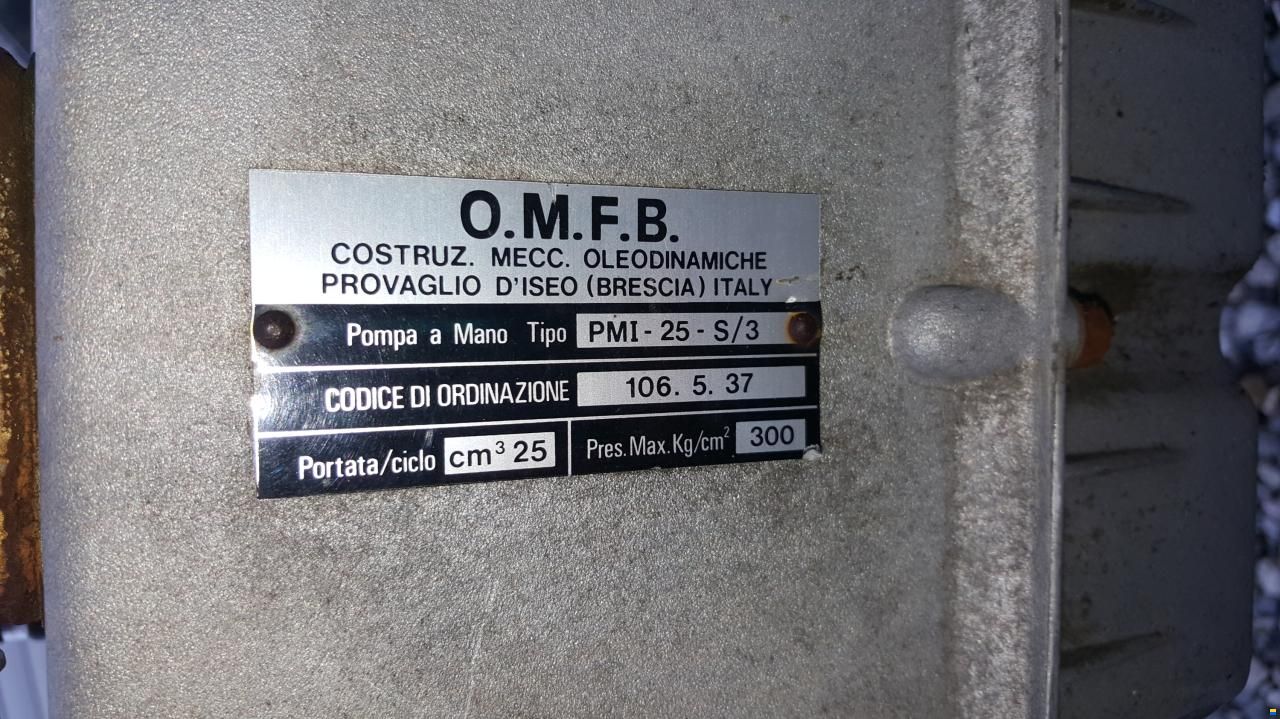 O.M.F.B.
COSTRUZ. MECC. OLEODINAMICHE
PROVAGLIO D'ISEO (BRESCIA) ITALY
Pompa a Mano Tipo PMI-25-S/3
CODICE DI ORDINAZIONE 106. 5. 37
Portata/ciclo cm³ 25 Pres. Max. Kg/cm² 300